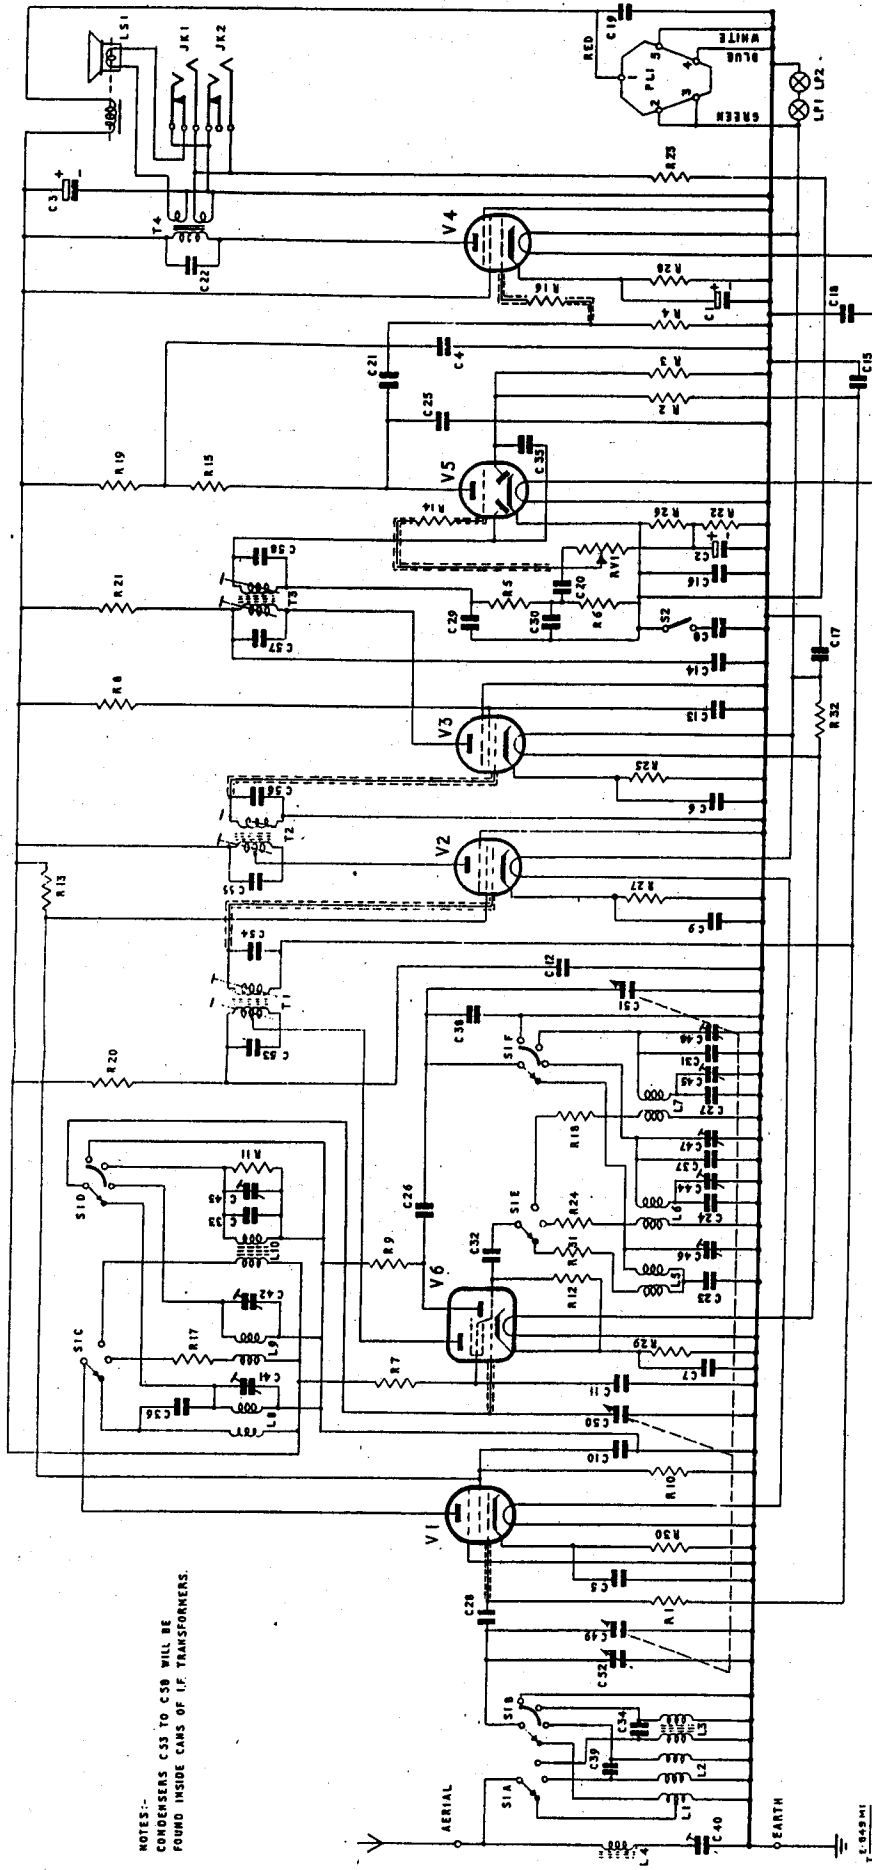 NOTES:-
CONDENSERS C53 TO C58 WILL BE
FOUND INSIDE CANS OF I.F. TRANSFORMERS.
AERIAL
EARTH
L4
C40
S1A
S1B
L1
L2
L3
C39
C34
C52
C49
C28
R1
C5
R30
V1
R10
C10
C50
C11
R7
C36
L8
C41
S1C
R17
L9
C42
L10
C33
C43
R11
S1D
R9
V6
C7
R29
R12
C32
R31
R24
S1E
C26
L5
C23
C46
L6
C24
C44
C37
C47
R18
L7
C27
C45
C31
C48
S1F
C38
C51
C12
R20
C53
T1
C54
R13
C9
R27
V2
C55
T2
C56
C6
R25
V3
C13
R8
R32
C17
C14
R21
C57
T3
C58
C29
R5
C30
R6
C20
RV1
S2
C8
C16
C2
+
-
R26
R22
R14
V5
C35
R19
R15
C25
R2
R3
C21
C4
C15
R4
R16
C1
+
-
R28
C18
V4
C22
T4
C3
+
-
R25
LS1
JK1
JK2
C19
RED
PL1
1
2
3
4
5
WHITE
BLUE
GREEN
LP1 LP2